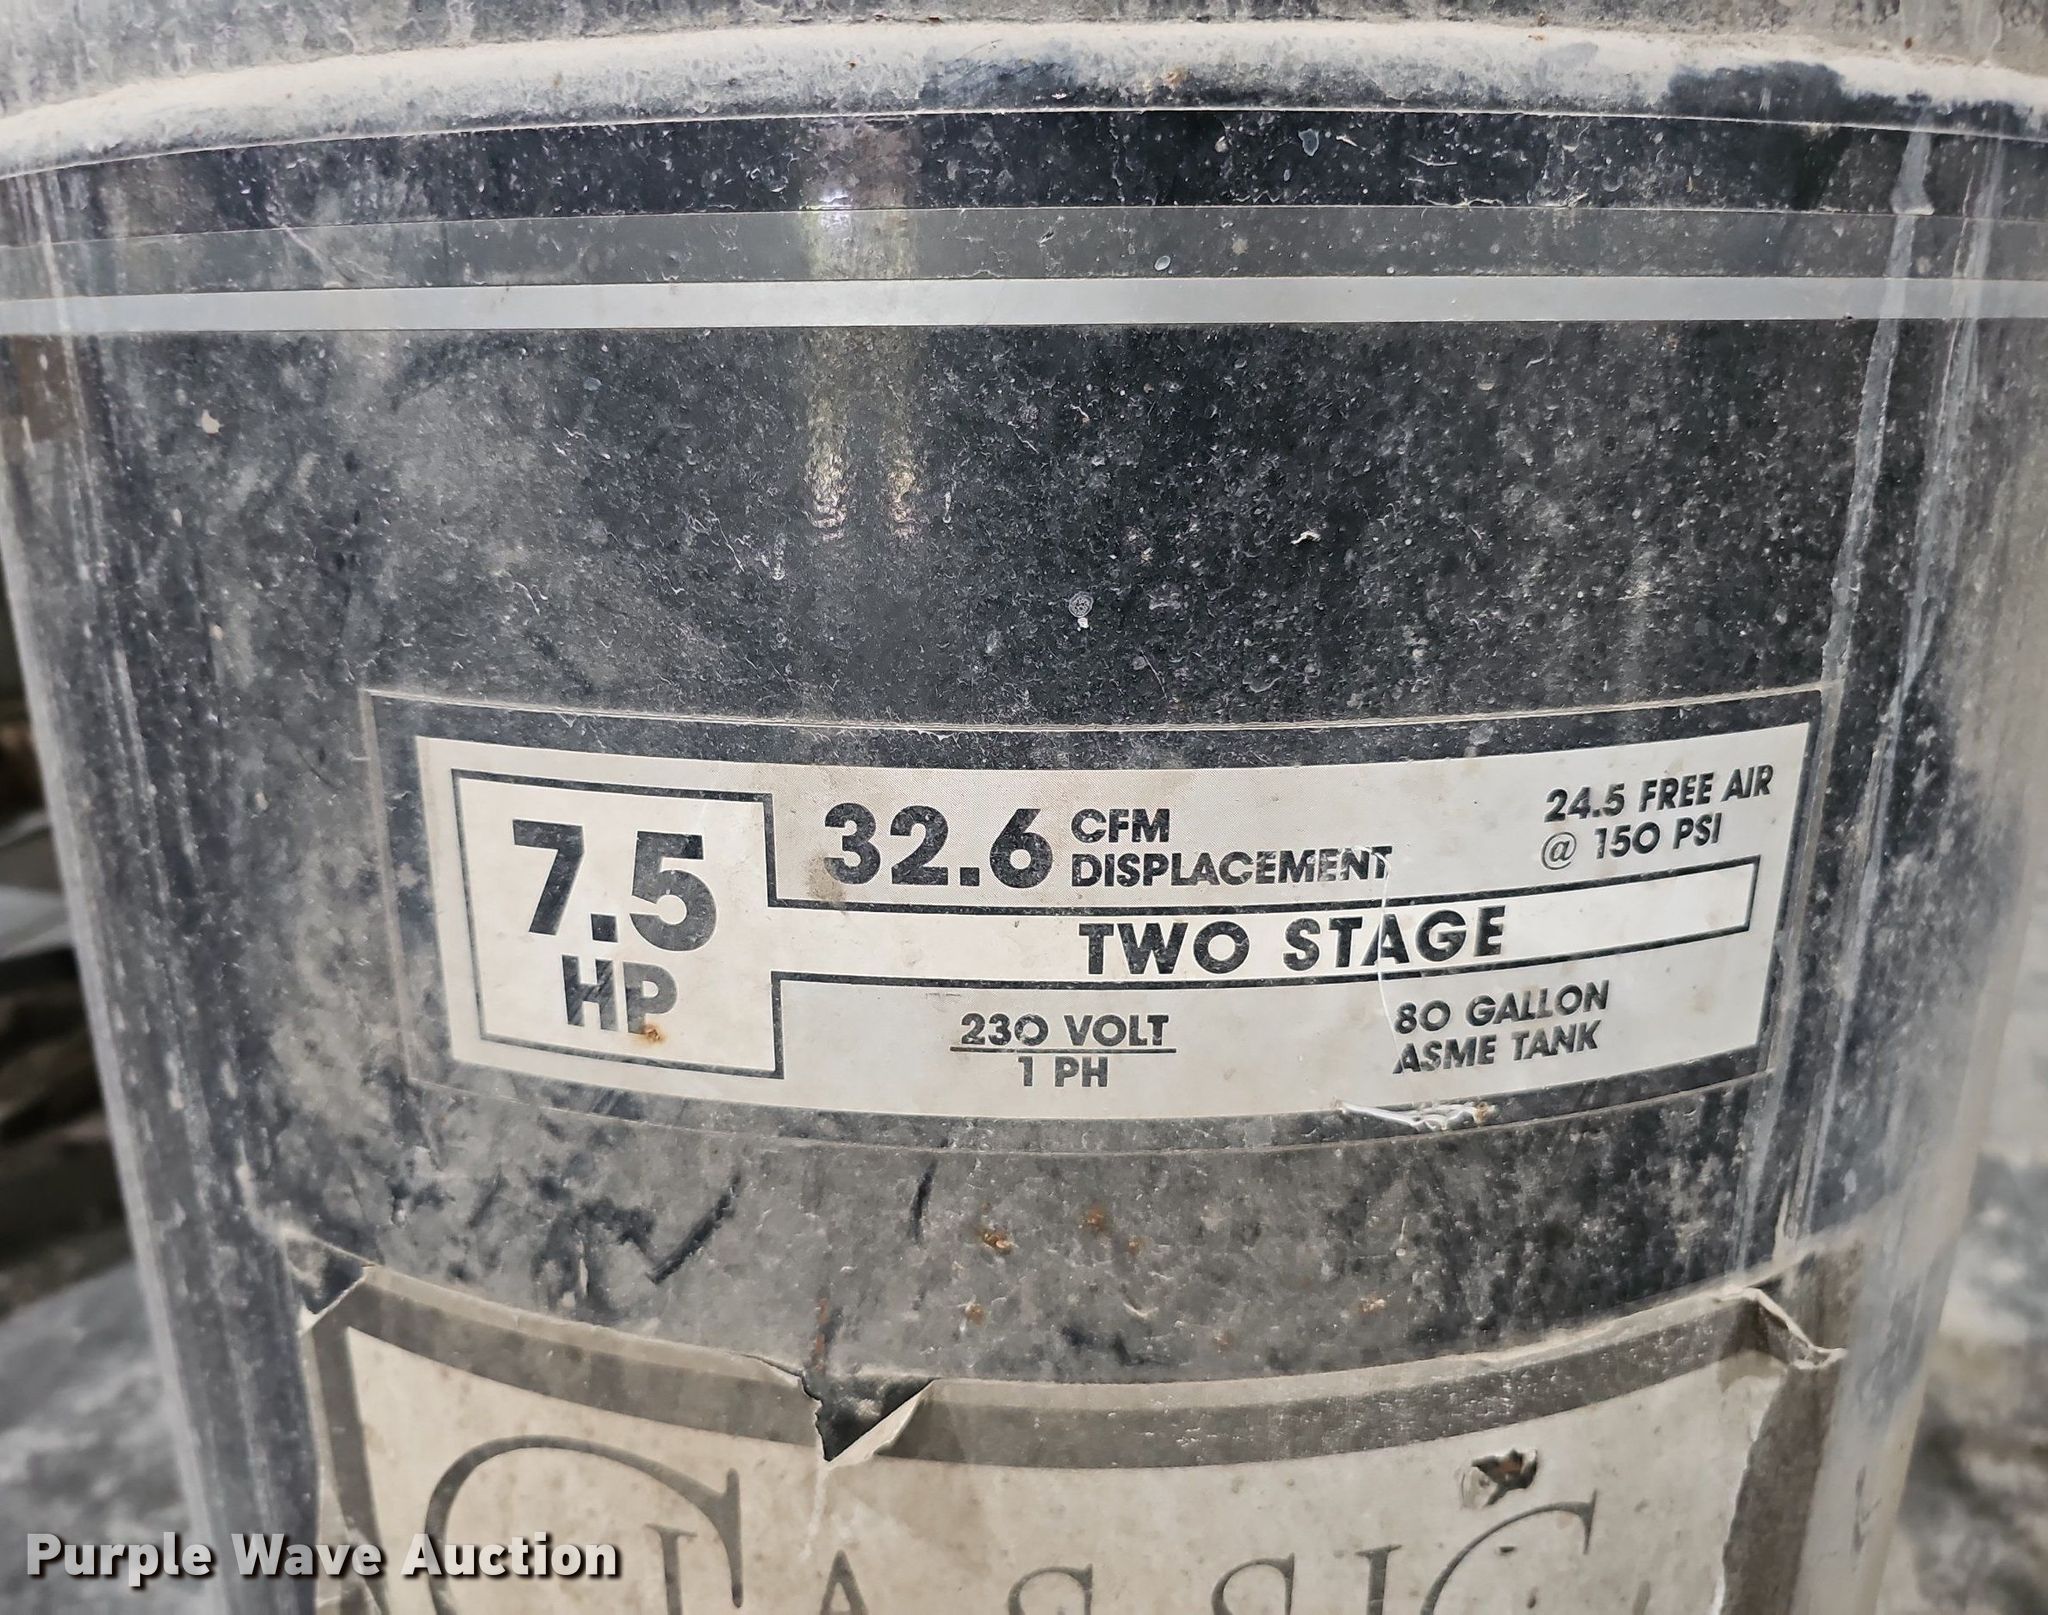 7.5
HP
32.6 CFM
DISPLACEMENT
24.5 FREE AIR
@ 150 PSI
TWO STAGE
230 VOLT
1 PH
80 GALLON
ASME TANK
CLASSIC
Purple Wave Auction